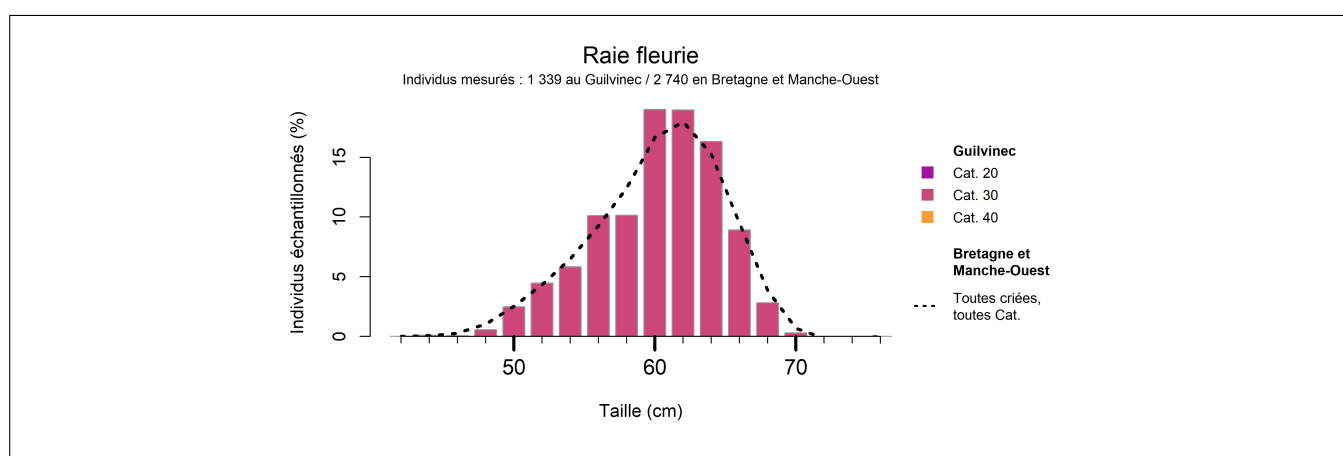 Raie fleurie
Individus mesurés : 1 339 au Guilvinec / 2 740 en Bretagne et Manche-Ouest
Individus échantillonnés (%)
15
10
5
0
50 60 70
Taille (cm)
Guilvinec
Cat. 20
Cat. 30
Cat. 40
Bretagne et
Manche-Ouest
Toutes criées,
toutes Cat.